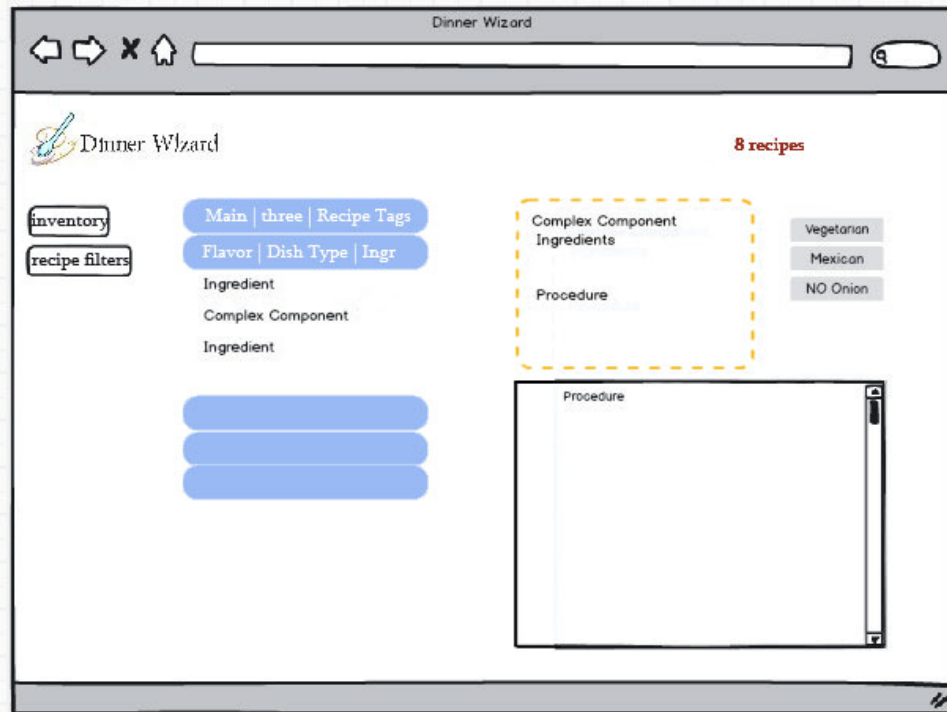 Dinner Wizard
Dinner Wizard
8 recipes
inventory
recipe filters
Main | three | Recipe Tags
Flavor | Dish Type | Ingr
Ingredient
Complex Component
Ingredient
Complex Component
Ingredients
Procedure
Vegetarian
Mexican
NO Onion
Procedure